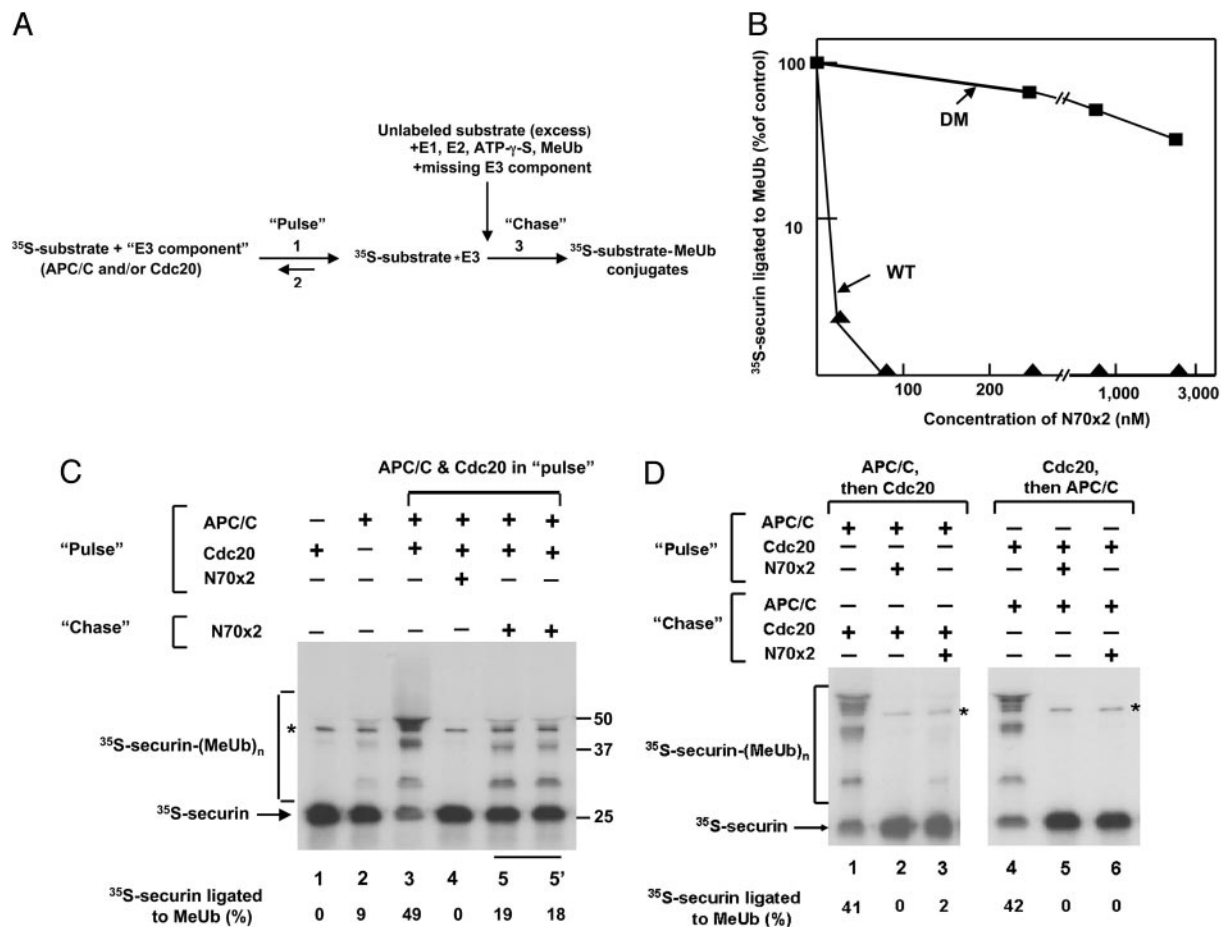 A
Unlabeled substrate (excess)
+E1, E2, ATP-γ-S, MeUb
+missing E3 component
"Pulse"
"Chase"
1
3
³⁵S-substrate + "E3 component"
(APC/C and/or Cdc20)
2
³⁵S-substrate*E3
³⁵S-substrate-MeUb
conjugates
B
³⁵S-securin ligated to MeUb (%of control)
100
10
DM
WT
100
200
1,000
3,000
Concentration of N70x2 (nM)
C
APC/C & Cdc20 in "pulse"
"Pulse"
APC/C – + + + + +
Cdc20 + – + + + +
N70x2 – – – + – –
"Chase"
N70x2 – – – – + +
³⁵S-securin-(MeUb)n
*
50
37
³⁵S-securin
25
1 2 3 4 5 5'
³⁵S-securin ligated
to MeUb (%)
0 9 49 0 19 18
D
APC/C,
then Cdc20
Cdc20,
then APC/C
"Pulse"
APC/C + + + – – –
Cdc20 – – – + + +
N70x2 – + – – + –
"Chase"
APC/C – – – + + +
Cdc20 + + + – – –
N70x2 – – + – – +
³⁵S-securin-(MeUb)n
*
*
³⁵S-securin
1 2 3 4 5 6
³⁵S-securin ligated
to MeUb (%)
41 0 2 42 0 0